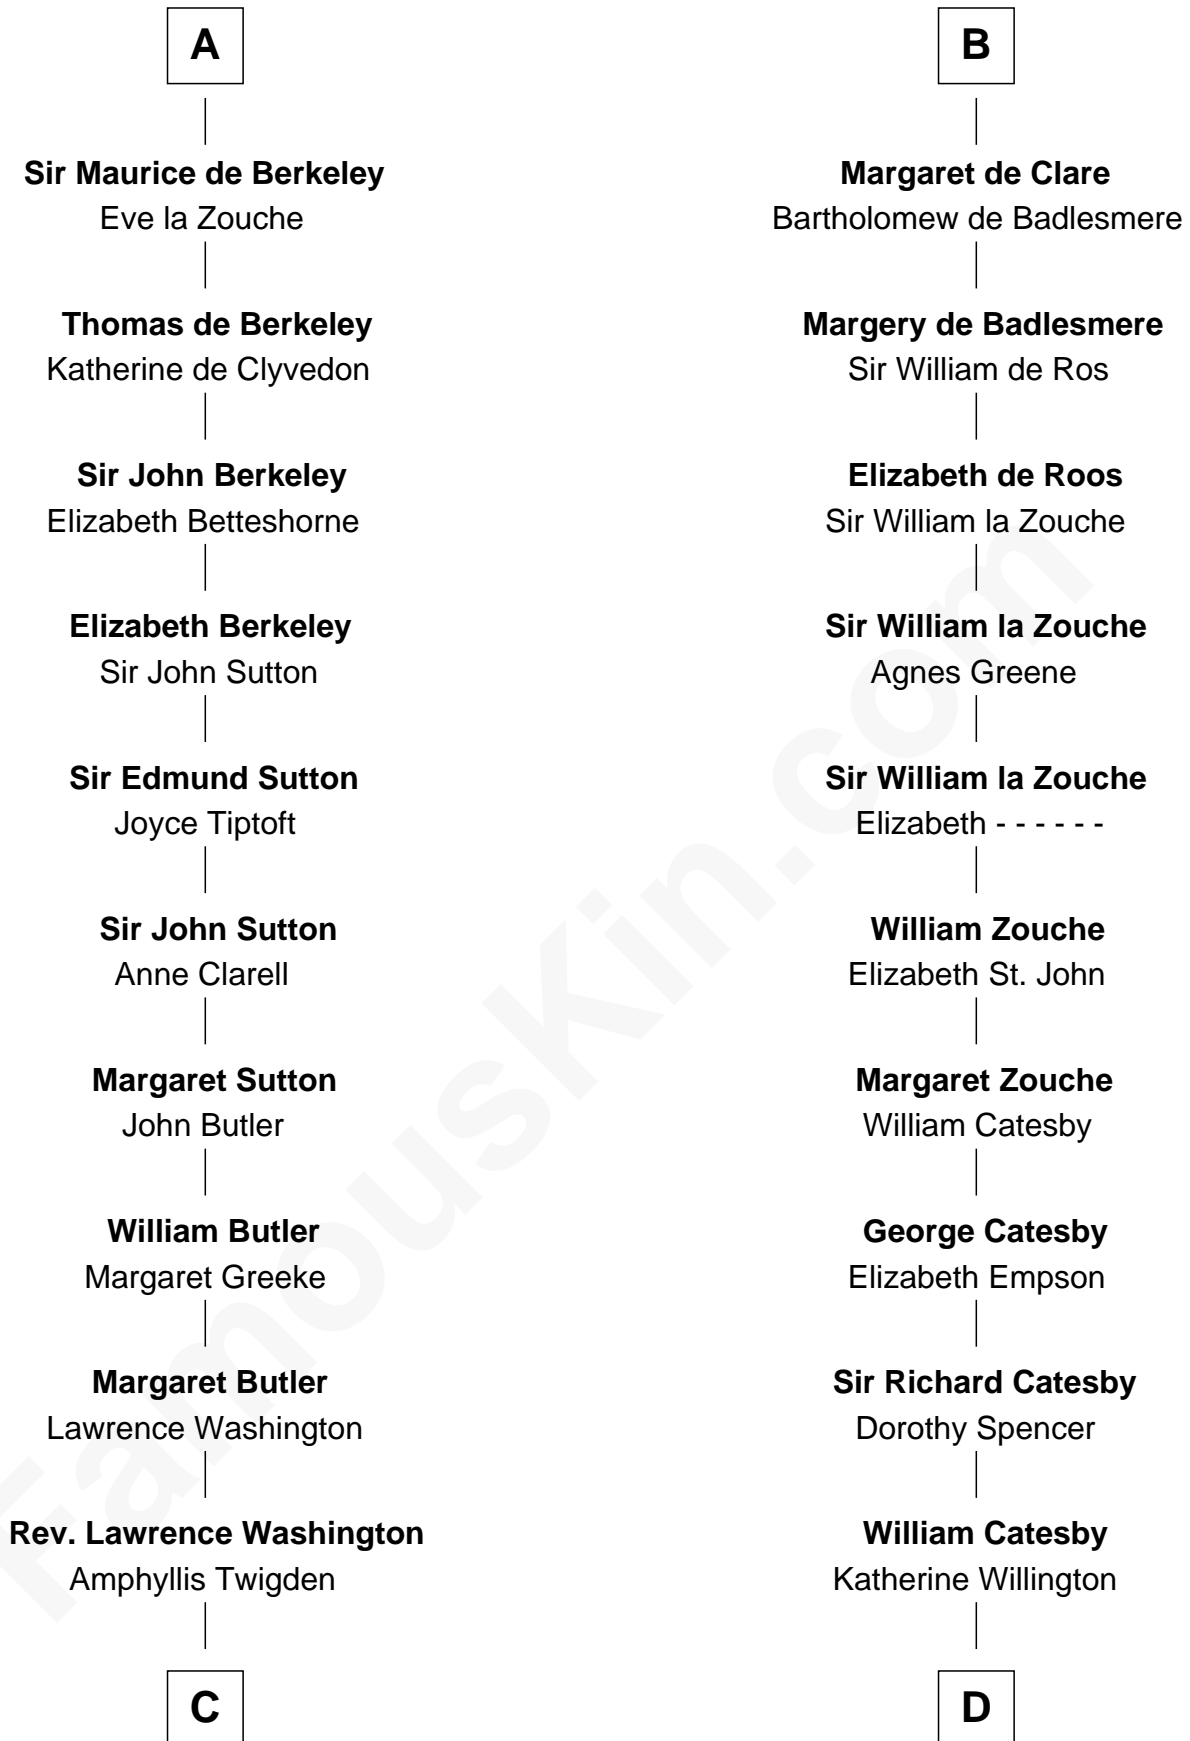 A
Sir Maurice de Berkeley
Eve la Zouche
Thomas de Berkeley
Katherine de Clyvedon
Sir John Berkeley
Elizabeth Betteshorne
Elizabeth Berkeley
Sir John Sutton
Sir Edmund Sutton
Joyce Tiptoft
Sir John Sutton
Anne Clarell
Margaret Sutton
John Butler
William Butler
Margaret Greeke
Margaret Butler
Lawrence Washington
Rev. Lawrence Washington
Amphyllis Twigden
C
B
Margaret de Clare
Bartholomew de Badlesmere
Margery de Badlesmere
Sir William de Ros
Elizabeth de Roos
Sir William la Zouche
Sir William la Zouche
Agnes Greene
Sir William la Zouche
Elizabeth - - - - - -
William Zouche
Elizabeth St. John
Margaret Zouche
William Catesby
George Catesby
Elizabeth Empson
Sir Richard Catesby
Dorothy Spencer
William Catesby
Katherine Willington
D
FamousKin.com